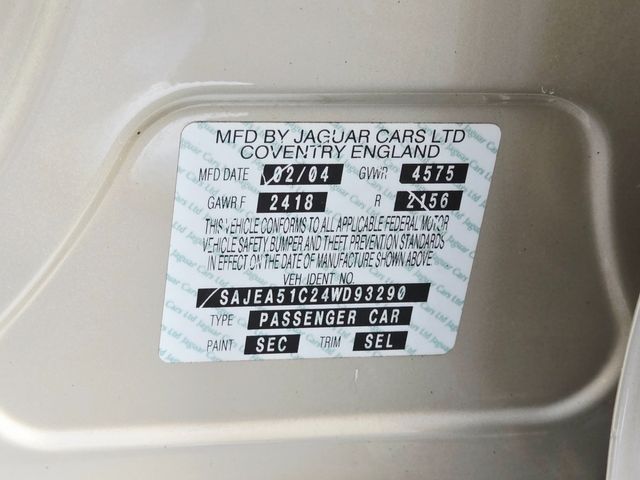 MFD BY JAGUAR CARS LTD
COVENTRY ENGLAND
MFD DATE 02/04 GVWR 4575
GAWR F 2418 R 2156
THIS VEHICLE CONFORMS TO ALL APPLICABLE FEDERAL MOTOR
VEHICLE SAFETY BUMPER AND THEFT PREVENTION STANDARDS
IN EFFECT ON THE DATE OF MANUFACTURE SHOWN ABOVE
VEH IDENT NO.
SAJEA51C24WD93290
TYPE PASSENGER CAR
PAINT SEC TRIM SEL